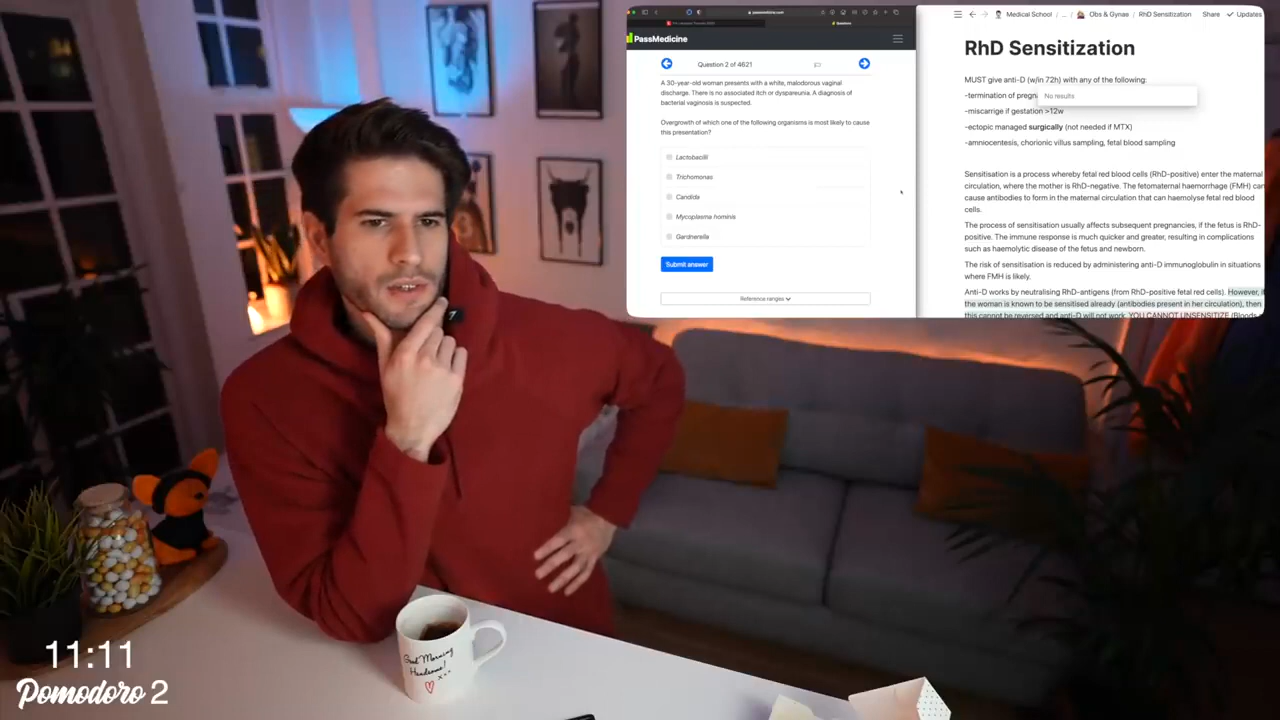 passmedicine.com
PassMedicine
Question 2 of 4621
A 30-year-old woman presents with a white, malodorous vaginal
discharge. There is no associated itch or dyspareunia. A diagnosis of
bacterial vaginosis is suspected.
Overgrowth of which one of the following organisms is most likely to cause
this presentation?
Lactobacilli
Trichomonas
Candida
Mycoplasma hominis
Gardnerella
Submit answer
Reference ranges
Medical School / ... / Obs & Gynae / RhD Sensitization Share Updates
RhD Sensitization
MUST give anti-D (w/in 72h) with any of the following:
-termination of pregn
No results
-miscarrige if gestation >12w
-ectopic managed surgically (not needed if MTX)
-amniocentesis, chorionic villus sampling, fetal blood sampling
Sensitisation is a process whereby fetal red blood cells (RhD-positive) enter the maternal
circulation, where the mother is RhD-negative. The fetomaternal haemorrhage (FMH) can
cause antibodies to form in the maternal circulation that can haemolyse fetal red blood
cells.
The process of sensitisation usually affects subsequent pregnancies, if the fetus is RhD-
positive. The immune response is much quicker and greater, resulting in complications
such as haemolytic disease of the fetus and newborn.
The risk of sensitisation is reduced by administering anti-D immunoglobulin in situations
where FMH is likely.
Anti-D works by neutralising RhD-antigens (from RhD-positive fetal red cells). However, if
the woman is known to be sensitised already (antibodies present in her circulation), then
this cannot be reversed and anti-D will not work. YOU CANNOT UNSENSITIZE (Bloods
Good Morning
Handsome!
x...
11:11
Pomodoro 2